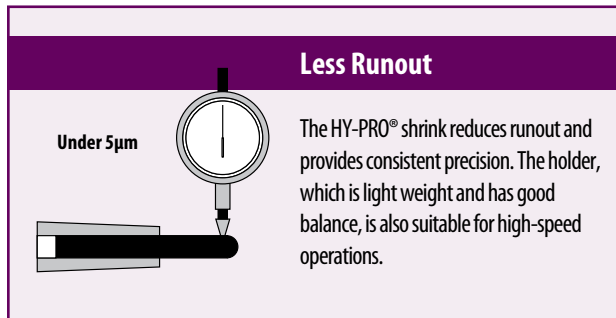 Less Runout
Under 5µm
The HY-PRO® shrink reduces runout and
provides consistent precision. The holder,
which is light weight and has good
balance, is also suitable for high-speed
operations.